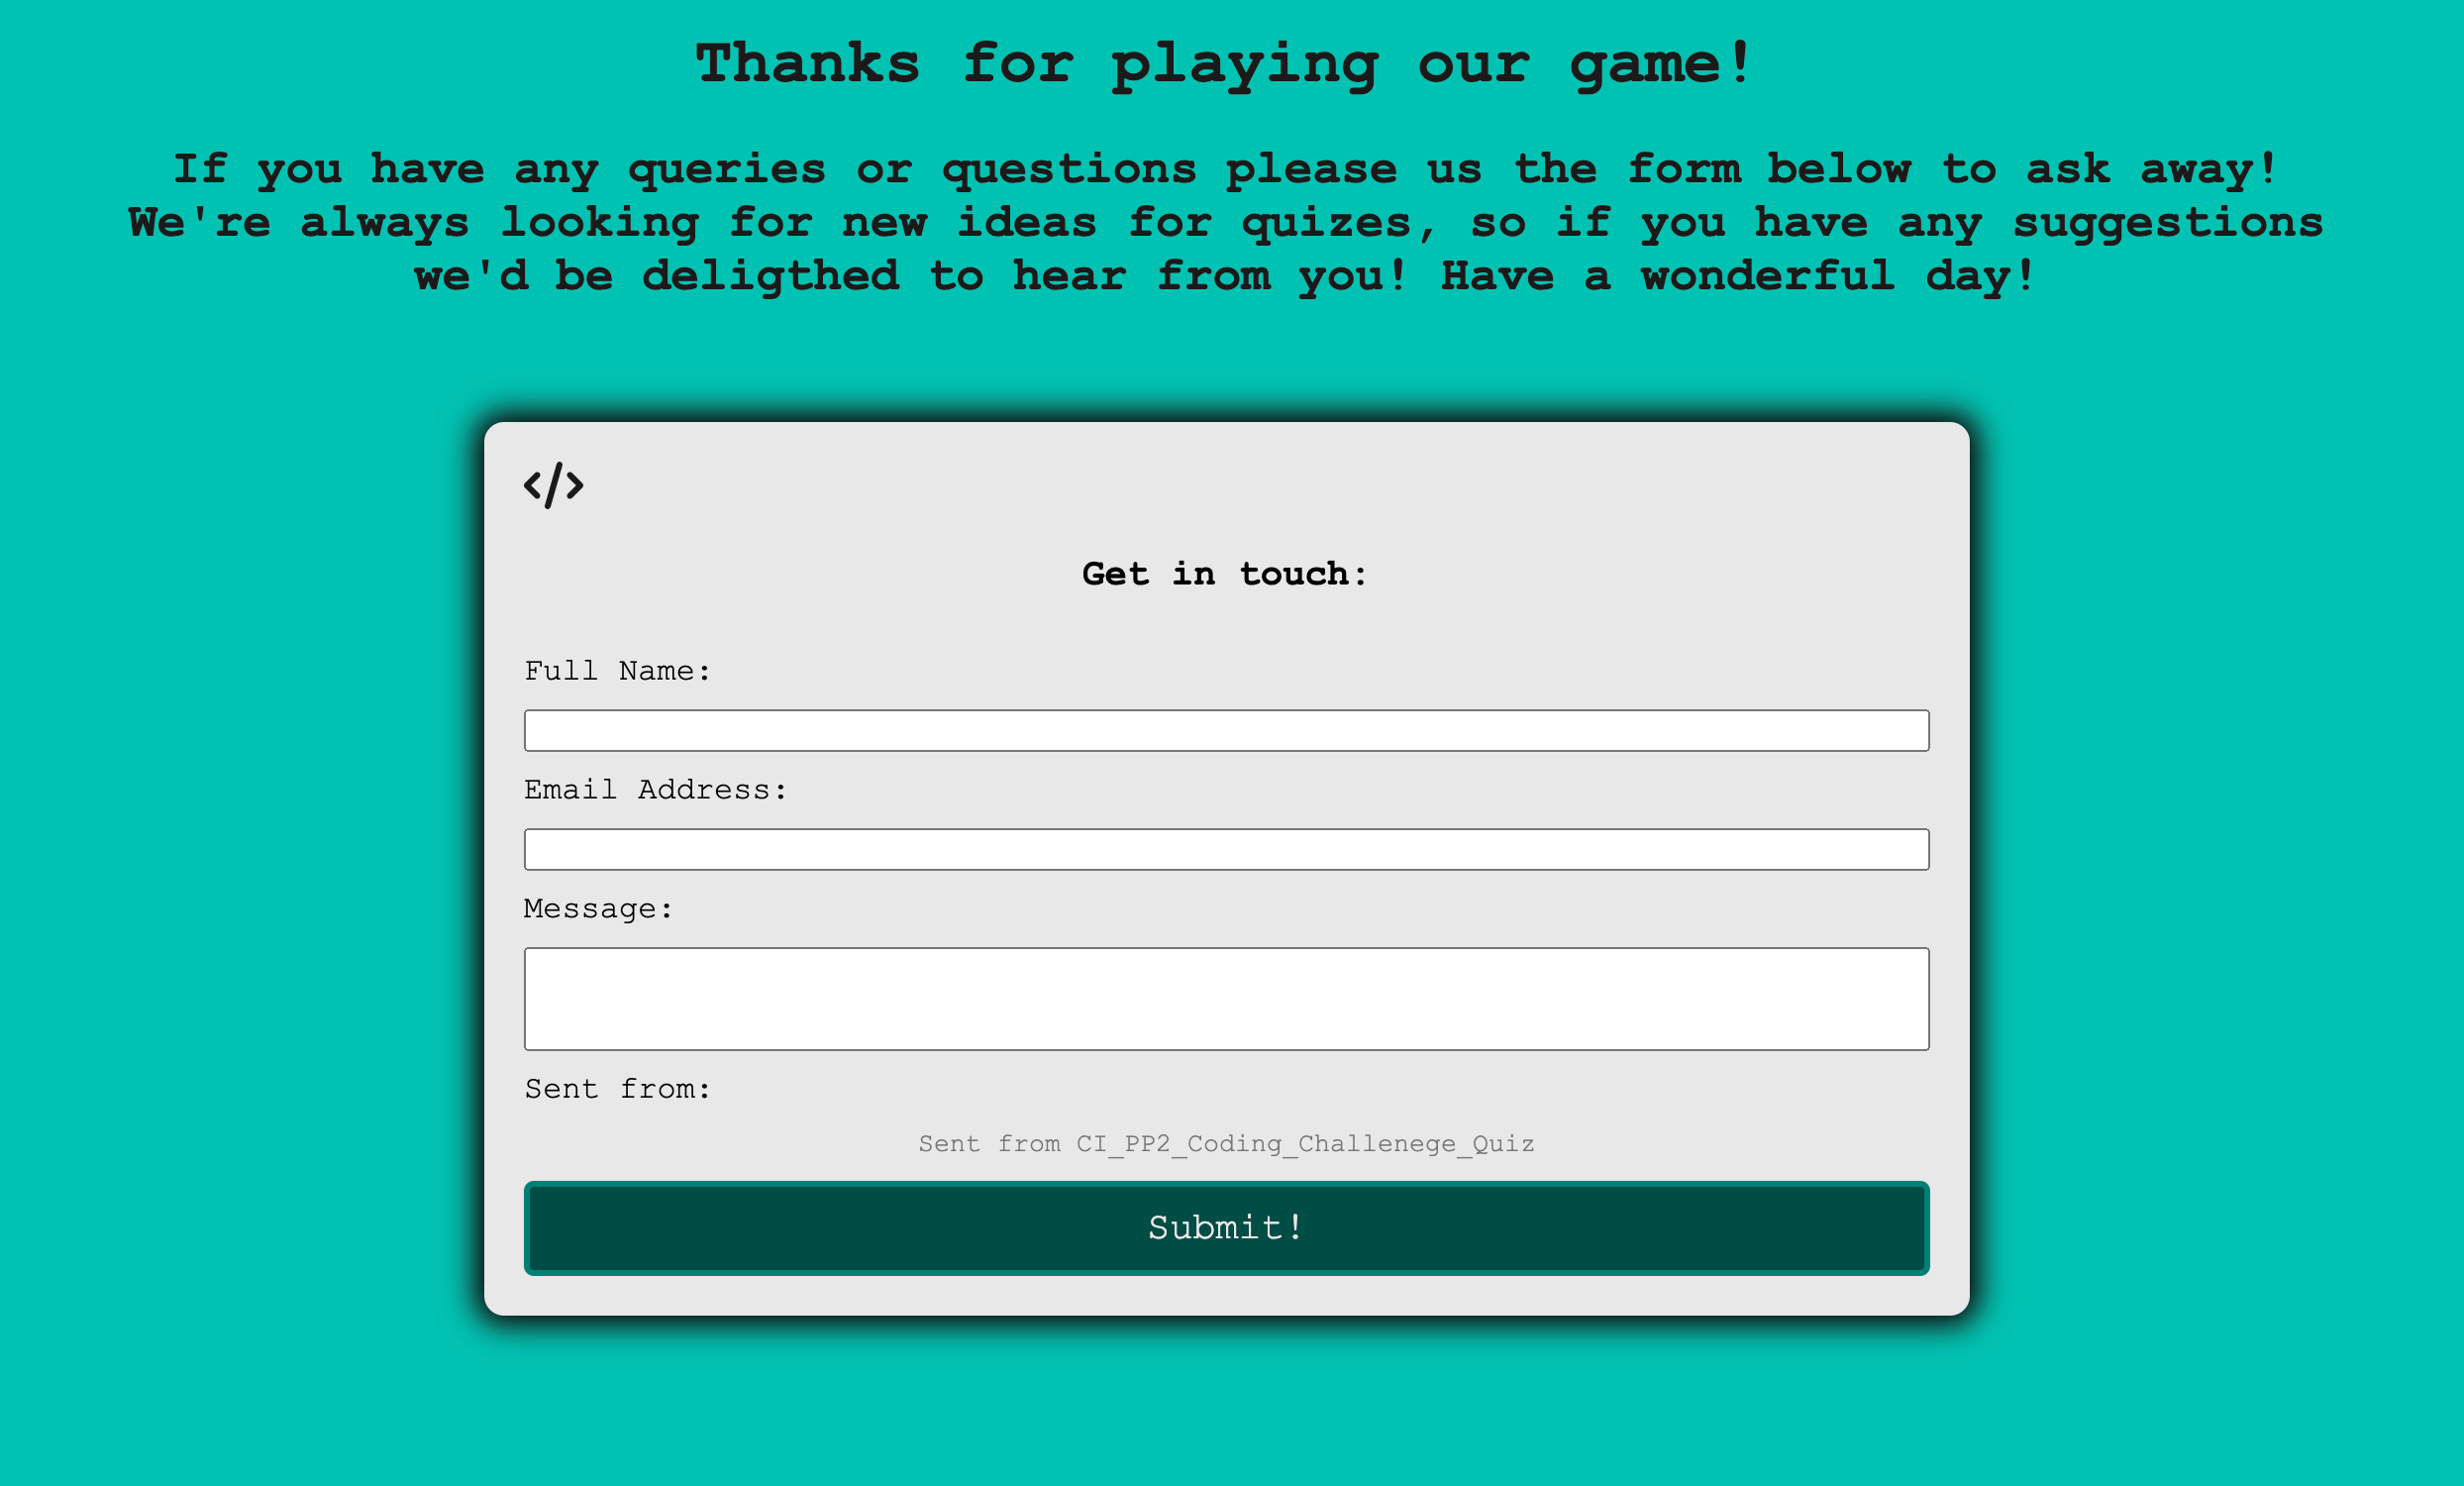 Thanks for playing our game!
If you have any queries or questions please us the form below to ask away!
We're always looking for new ideas for quizes, so if you have any suggestions
we'd be deligthed to hear from you! Have a wonderful day!
</>
Get in touch:
Full Name:
Email Address:
Message:
Sent from:
Sent from CI_PP2_Coding_Challenege_Quiz
Submit!